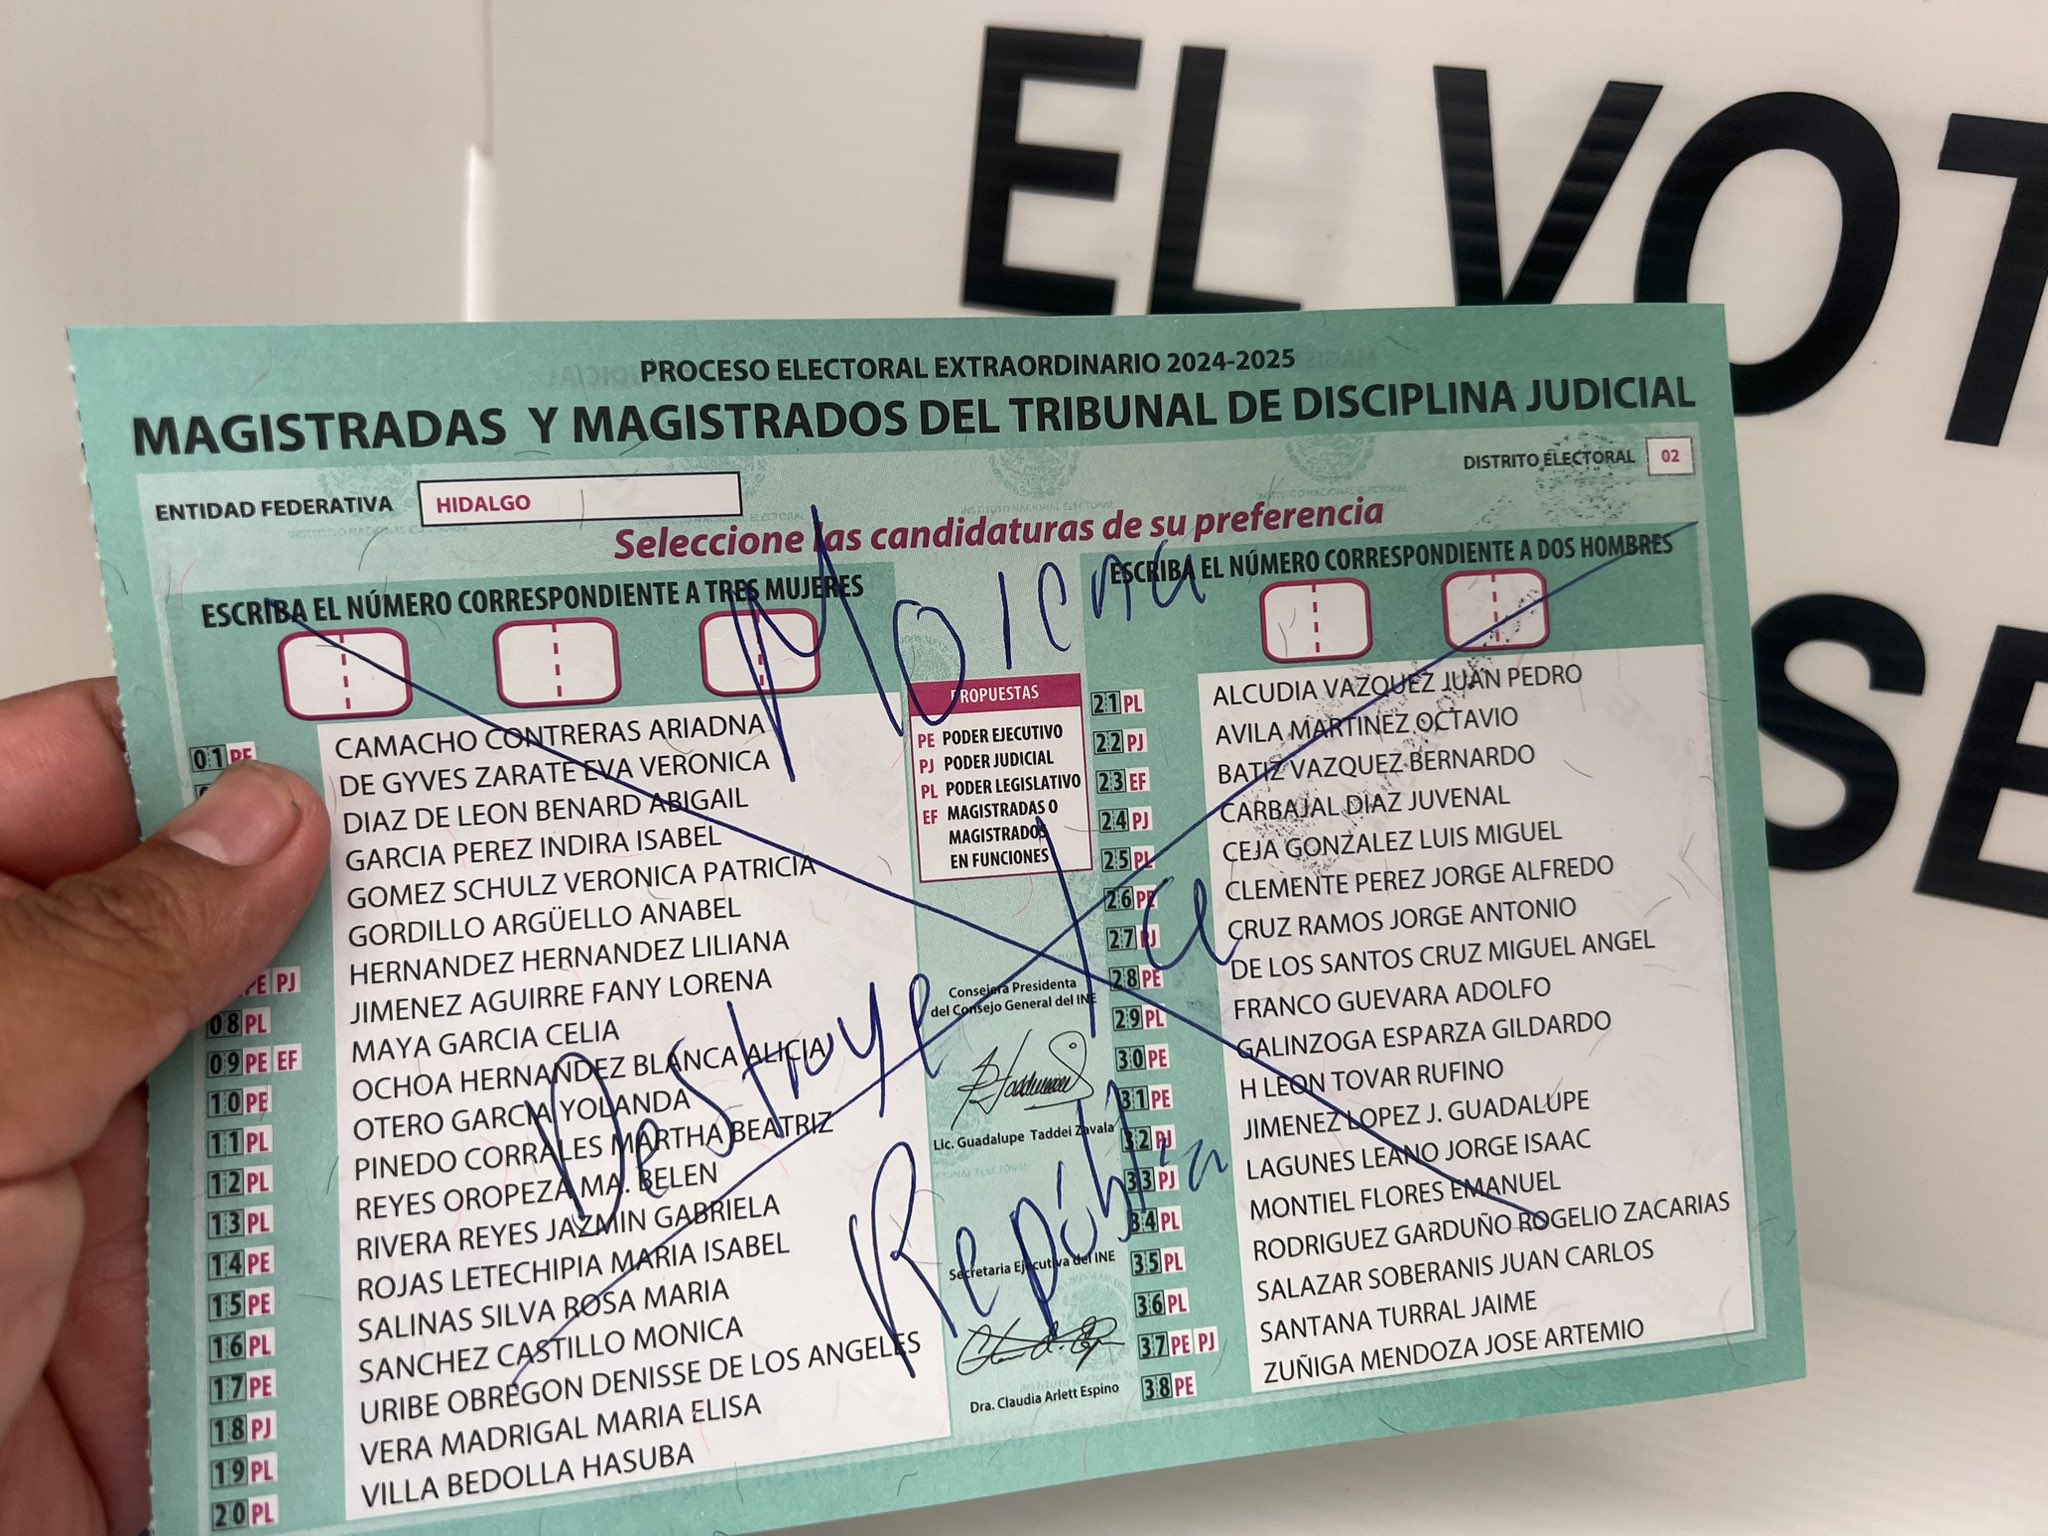 EL VOT
SE
PROCESO ELECTORAL EXTRAORDINARIO 2024-2025
MAGISTRADAS Y MAGISTRADOS DEL TRIBUNAL DE DISCIPLINA JUDICIAL
ENTIDAD FEDERATIVA HIDALGO
DISTRITO ELECTORAL 02
Seleccione las candidaturas de su preferencia
ESCRIBA EL NÚMERO CORRESPONDIENTE A TRES MUJERES
01 PE CAMACHO CONTRERAS ARIADNA
DE GYVES ZARATE EVA VERONICA
DIAZ DE LEON BENARD ABIGAIL
GARCIA PEREZ INDIRA ISABEL
GOMEZ SCHULZ VERONICA PATRICIA
GORDILLO ARGÜELLO ANABEL
PE PJ HERNANDEZ HERNANDEZ LILIANA
08 PL JIMENEZ AGUIRRE FANY LORENA
09 PE EF MAYA GARCIA CELIA
10 PE OCHOA HERNANDEZ BLANCA ALICIA
11 PL OTERO GARCIA YOLANDA
12 PL PINEDO CORRALES MARTHA BEATRIZ
13 PL REYES OROPEZA MA. BELEN
14 PE RIVERA REYES JAZMIN GABRIELA
15 PE ROJAS LETECHIPIA MARIA ISABEL
16 PL SALINAS SILVA ROSA MARIA
17 PE SANCHEZ CASTILLO MONICA
18 PJ URIBE OBREGON DENISSE DE LOS ANGELES
19 PL VERA MADRIGAL MARIA ELISA
20 PL VILLA BEDOLLA HASUBA
PROPUESTAS
PE PODER EJECUTIVO
PJ PODER JUDICIAL
PL PODER LEGISLATIVO
EF MAGISTRADAS O
MAGISTRADOS
EN FUNCIONES
Consejera Presidenta
del Consejo General del INE
Lic. Guadalupe Taddei Zavala
Secretaria Ejecutiva del INE
Dra. Claudia Arlett Espino
ESCRIBA EL NÚMERO CORRESPONDIENTE A DOS HOMBRES
21 PL ALCUDIA VAZQUEZ JUAN PEDRO
22 PJ AVILA MARTINEZ OCTAVIO
23 EF BATIZ VAZQUEZ BERNARDO
24 PJ CARBAJAL DIAZ JUVENAL
25 PL CEJA GONZALEZ LUIS MIGUEL
26 PE CLEMENTE PEREZ JORGE ALFREDO
27 PJ CRUZ RAMOS JORGE ANTONIO
28 PE DE LOS SANTOS CRUZ MIGUEL ANGEL
29 PL FRANCO GUEVARA ADOLFO
30 PE GALINZOGA ESPARZA GILDARDO
31 PE H LEON TOVAR RUFINO
32 PJ JIMENEZ LOPEZ J. GUADALUPE
33 PJ LAGUNES LEANO JORGE ISAAC
34 PL MONTIEL FLORES EMANUEL
35 PL RODRIGUEZ GARDUÑO ROGELIO ZACARIAS
36 PL SALAZAR SOBERANIS JUAN CARLOS
37 PE PJ SANTANA TURRAL JAIME
38 PE ZUÑIGA MENDOZA JOSE ARTEMIO
Morena
Destruye la
República